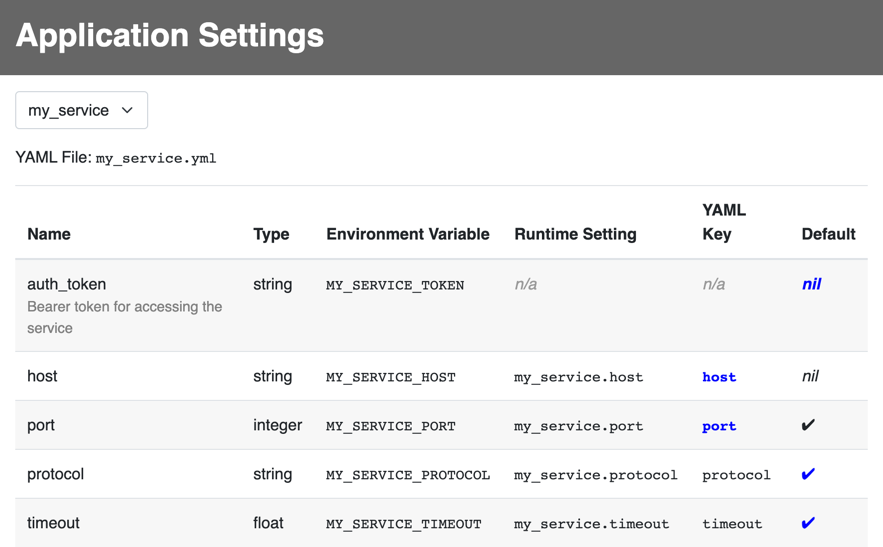 Application Settings
my_service
YAML File: my_service.yml
Name Type Environment Variable Runtime Setting YAML Key Default
auth_token string MY_SERVICE_TOKEN n/a n/a nil
Bearer token for accessing the
service
host string MY_SERVICE_HOST my_service.host host nil
port integer MY_SERVICE_PORT my_service.port port ✔
protocol string MY_SERVICE_PROTOCOL my_service.protocol protocol ✔
timeout float MY_SERVICE_TIMEOUT my_service.timeout timeout ✔